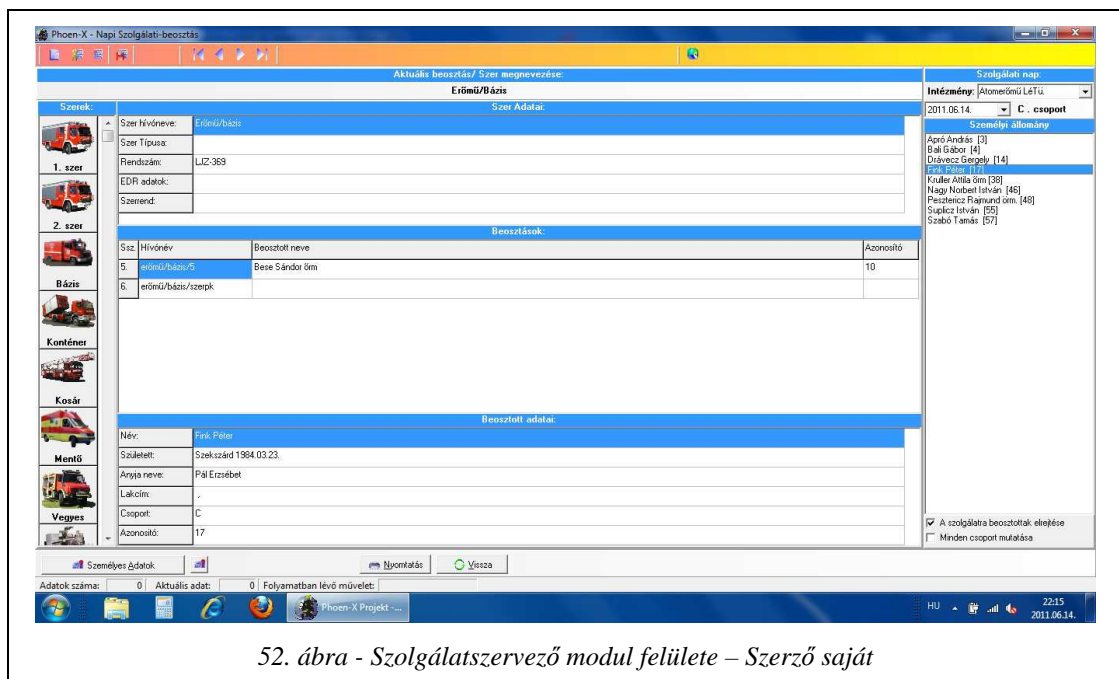 Phoen-X - Napi Szolgálati-beosztás
Aktuális beosztás/ Szer megnevezése:
Erőmű/Bázis
Szerek:
1. szer
2. szer
Bázis
Konténer
Kosár
Mentő
Vegyes
Szer Adatai:
Szer hívóneve: Erőmű/bázis
Szer Típusa:
Rendszám: LJZ-369
EDR adatok:
Szerrend:
Beosztások:
Ssz. Hívónév Beosztott neve Azonosító
5. erőmű/bázis/5 Bese Sándor őrm 10
6. erőmű/bázis/szerpk
Beosztott adatai:
Név: Fink Péter
Született: Szekszárd 1984.03.23.
Anyja neve: Pál Erzsébet
Lakcím: ,
Csoport: C
Azonosító: 17
Szolgálati nap:
Intézmény: Atomerőmű LéTü.
2011.06.14. C . csoport
Személyi állomány
Apró András [3]
Bali Gábor [4]
Drávecz Gergely [14]
Fink Péter [17]
Kruller Attila őrm [38]
Nagy Norbert István [46]
Pesztericz Rajmund őrm. [48]
Suplicz István [55]
Szabó Tamás [57]
A szolgálatra beosztottak elrejtése
Minden csoport mutatása
Személyes Adatok Nyomtatás Vissza
Adatok száma: 0 Aktuális adat: 0 Folyamatban lévő művelet:
Phoen-X Projekt -...
HU 22:15
2011.06.14.
52. ábra - Szolgálatszervező modul felülete – Szerző saját